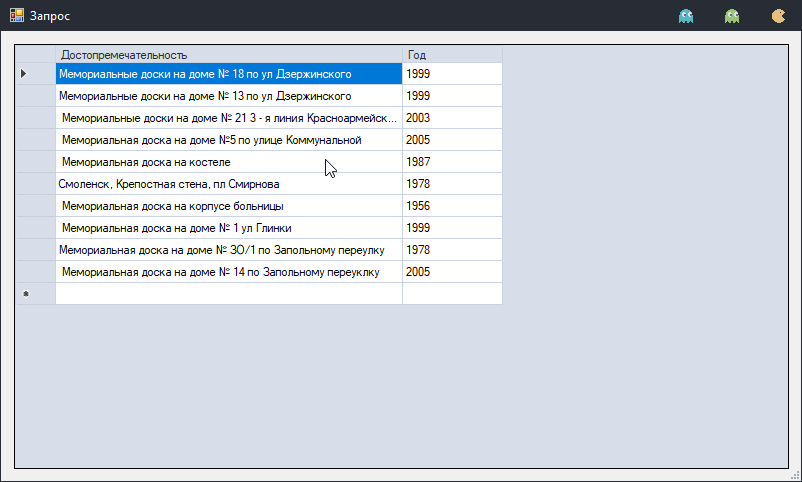 Запрос
Достопремечательность Год
Мемориальные доски на доме № 18 по ул Дзержинского 1999
Мемориальные доски на доме № 13 по ул Дзержинского 1999
Мемориальные доски на доме № 21 3 - я линия Красноармейск... 2003
Мемориальная доска на доме №5 по улице Коммунальной 2005
Мемориальная доска на костеле 1987
Смоленск, Крепостная стена, пл Смирнова 1978
Мемориальная доска на корпусе больницы 1956
Мемориальная доска на доме № 1 ул Глинки 1999
Мемориальная доска на доме № 3О/1 по Запольному переулку 1978
Мемориальная доска на доме № 14 по Запольному переуклку 2005